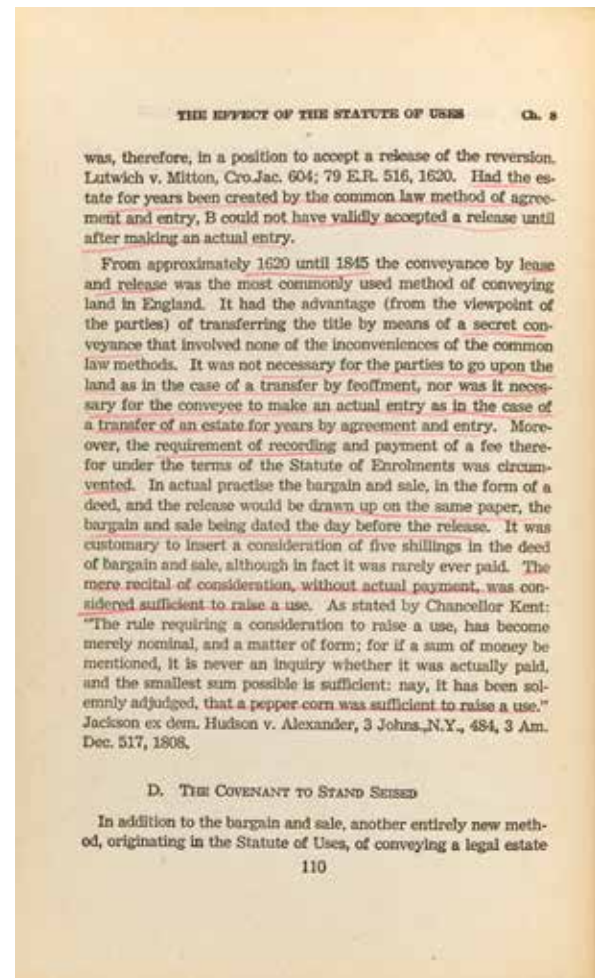 THE EFFECT OF THE STATUTE OF USES Ch. 8
was, therefore, in a position to accept a release of the reversion.
Lutwich v. Mitton, Cro.Jac. 604; 79 E.R. 516, 1620. Had the es-
tate for years been created by the common law method of agree-
ment and entry, B could not have validly accepted a release until
after making an actual entry.
From approximately 1620 until 1845 the conveyance by lease
and release was the most commonly used method of conveying
land in England. It had the advantage (from the viewpoint of
the parties) of transferring the title by means of a secret con-
veyance that involved none of the inconveniences of the common
law methods. It was not necessary for the parties to go upon the
land as in the case of a transfer by feoffment, nor was it neces-
sary for the conveyee to make an actual entry as in the case of
a transfer of an estate for years by agreement and entry. More-
over, the requirement of recording and payment of a fee there-
for under the terms of the Statute of Enrolments was circum-
vented. In actual practise the bargain and sale, in the form of a
deed, and the release would be drawn up on the same paper, the
bargain and sale being dated the day before the release. It was
customary to insert a consideration of five shillings in the deed
of bargain and sale, although in fact it was rarely ever paid. The
mere recital of consideration, without actual payment, was con-
sidered sufficient to raise a use. As stated by Chancellor Kent:
"The rule requiring a consideration to raise a use, has become
merely nominal, and a matter of form; for if a sum of money be
mentioned, it is never an inquiry whether it was actually paid,
and the smallest sum possible is sufficient: nay, it has been sol-
emnly adjudged, that a pepper corn was sufficient to raise a use."
Jackson ex dem. Hudson v. Alexander, 3 Johns.,N.Y., 484, 3 Am.
Dec. 517, 1808.
D. THE COVENANT TO STAND SEISED
In addition to the bargain and sale, another entirely new meth-
od, originating in the Statute of Uses, of conveying a legal estate
110